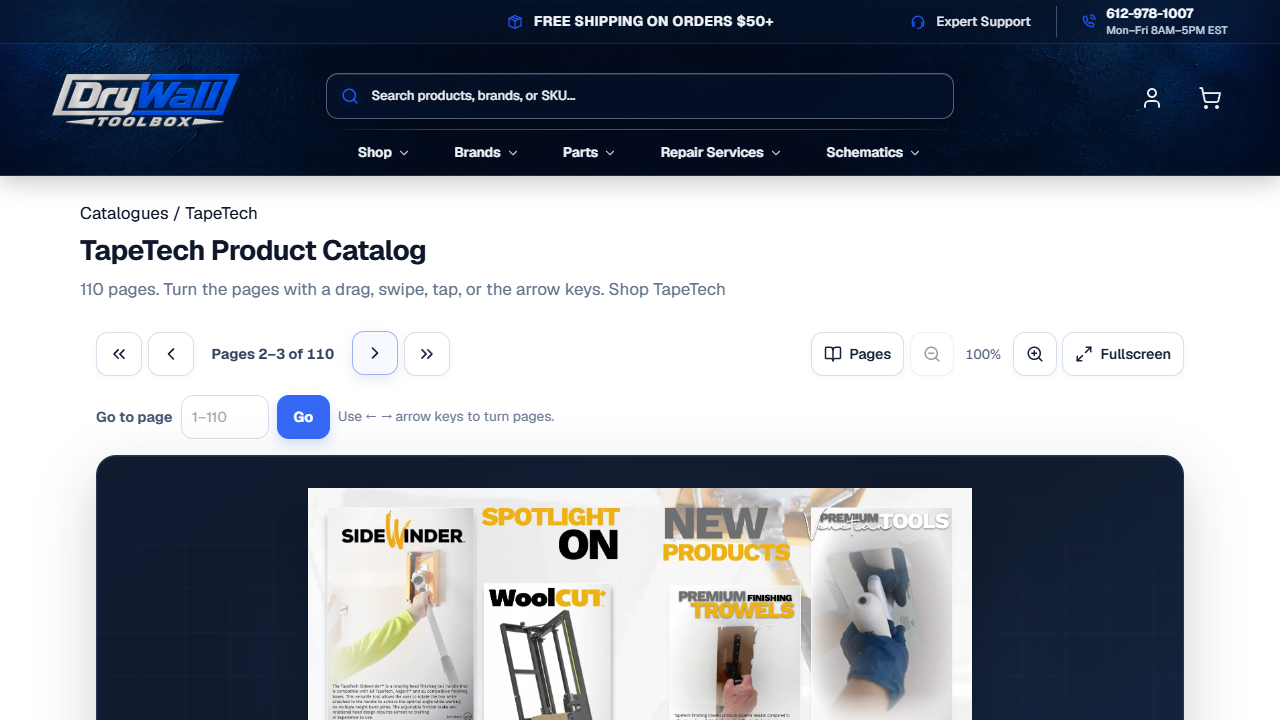 FREE SHIPPING ON ORDERS $50+
Expert Support
612-978-1007
Mon–Fri 8AM–5PM EST
DryWall
TOOLBOX
Search products, brands, or SKU...
Shop
Brands
Parts
Repair Services
Schematics
Catalogues / TapeTech
TapeTech Product Catalog
110 pages. Turn the pages with a drag, swipe, tap, or the arrow keys. Shop TapeTech
Pages 2–3 of 110
Pages
100%
Fullscreen
Go to page
1–110
Go
Use ← → arrow keys to turn pages.
SIDEWINDER
SPOTLIGHT
ON
WoolCUT
NEW
PRODUCTS
PREMIUM FINISHING
TROWELS
PREMIUM
TOOLS